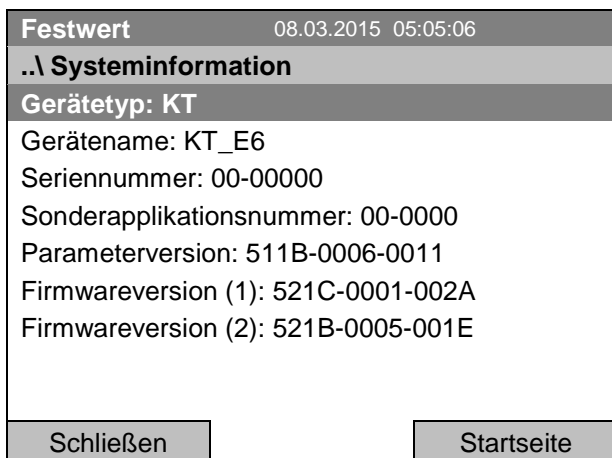 Festwert 08.03.2015 05:05:06
..\ Systeminformation
Gerätetyp: KT
Gerätename: KT_E6
Seriennummer: 00-00000
Sonderapplikationsnummer: 00-0000
Parameterversion: 511B-0006-0011
Firmwareversion (1): 521C-0001-002A
Firmwareversion (2): 521B-0005-001E
Schließen Startseite